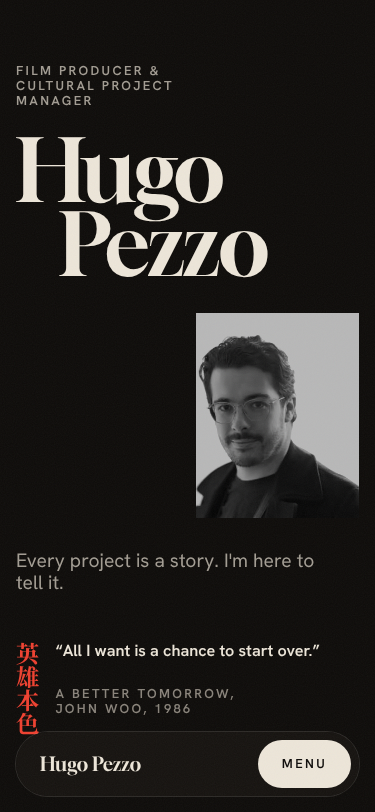 FILM PRODUCER &
CULTURAL PROJECT
MANAGER
Hugo
Pezzo
Every project is a story. I'm here to
tell it.
英雄本色
“All I want is a chance to start over.”
A BETTER TOMORROW,
JOHN WOO, 1986
Hugo Pezzo
MENU